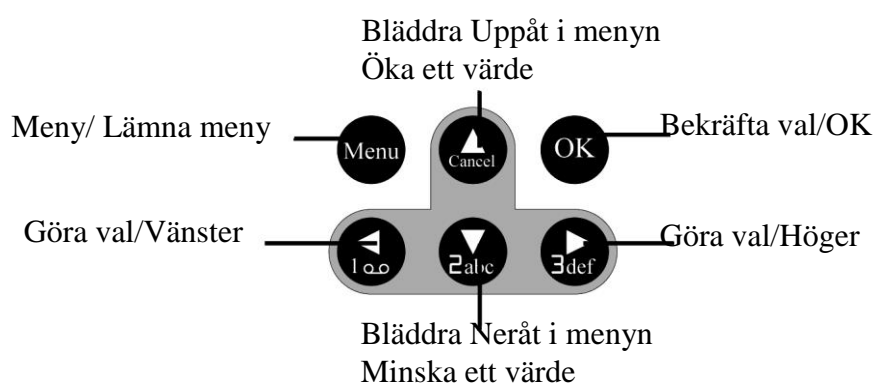 Bläddra Uppåt i menyn
Öka ett värde
Meny/ Lämna meny
Menu
Cancel
OK
Bekräfta val/OK
Göra val/Vänster
1
2abc
3def
Göra val/Höger
Bläddra Neråt i menyn
Minska ett värde